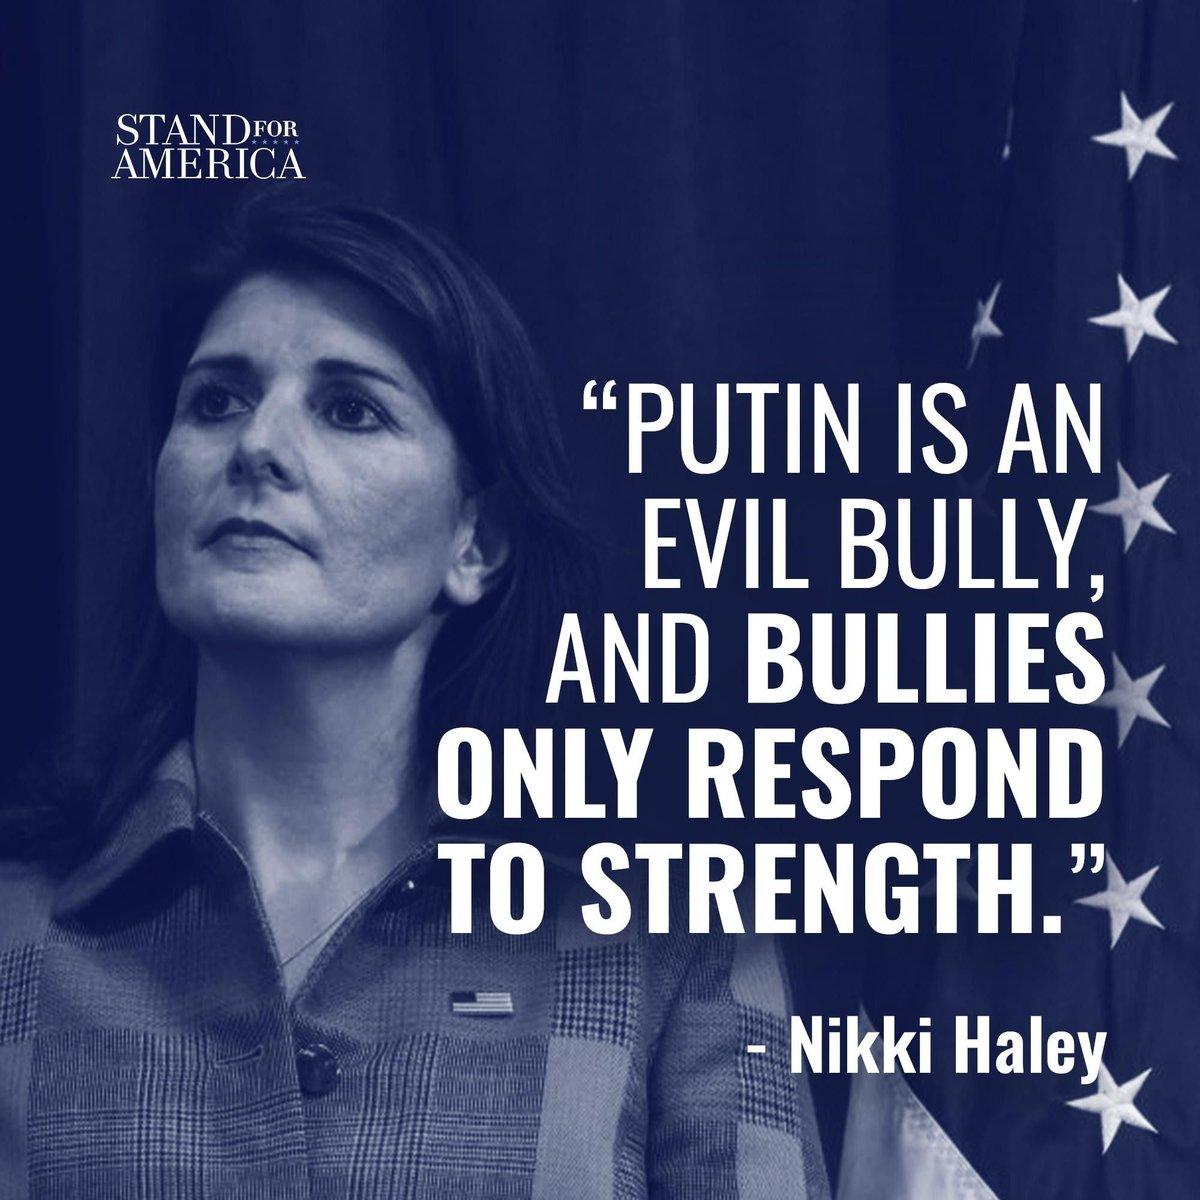 STAND FOR
AMERICA
“PUTIN IS AN
EVIL BULLY,
AND BULLIES
ONLY RESPOND
TO STRENGTH.”
- Nikki Haley